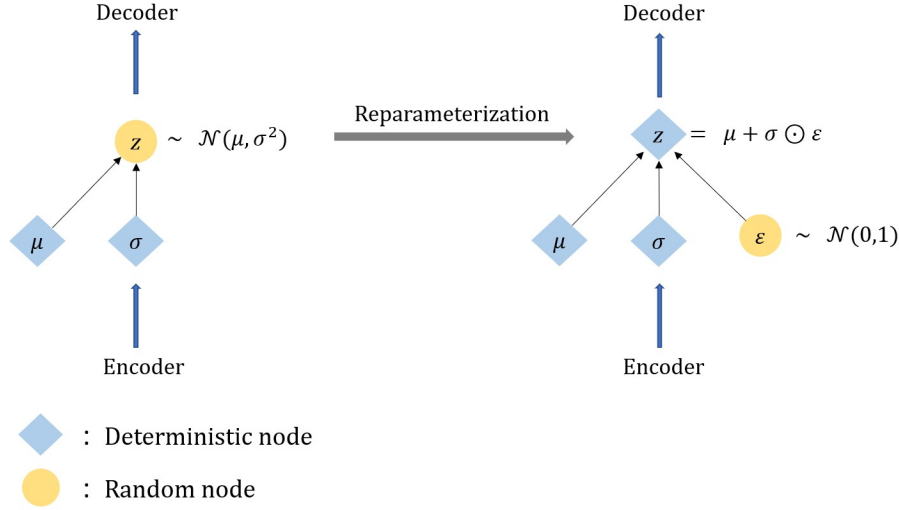 Decoder
Decoder
z ~ 𝒩(μ, σ²)
Reparameterization
z = μ + σ ⊙ ε
μ
σ
μ
σ
ε ~ 𝒩(0,1)
Encoder
Encoder
: Deterministic node
: Random node